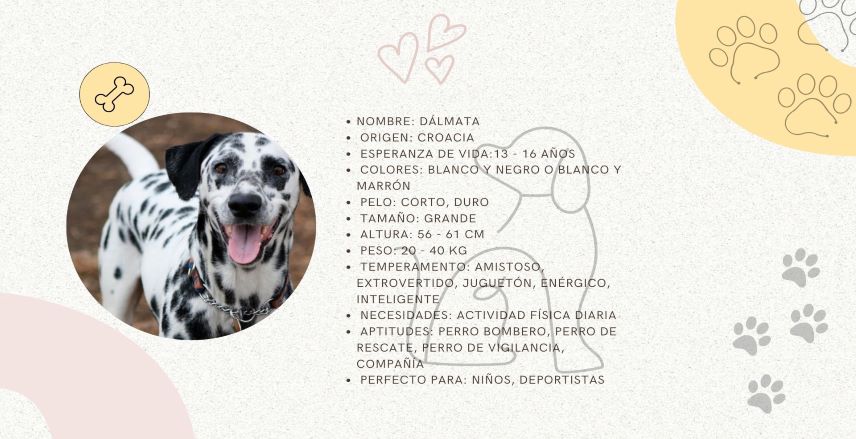 • NOMBRE: DÁLMATA
• ORIGEN: CROACIA
• ESPERANZA DE VIDA:13 - 16 AÑOS
• COLORES: BLANCO Y NEGRO O BLANCO Y
MARRÓN
• PELO: CORTO, DURO
• TAMAÑO: GRANDE
• ALTURA: 56 - 61 CM
• PESO: 20 - 40 KG
• TEMPERAMENTO: AMISTOSO,
EXTROVERTIDO, JUGUETÓN, ENÉRGICO,
INTELIGENTE
• NECESIDADES: ACTIVIDAD FÍSICA DIARIA
• APTITUDES: PERRO BOMBERO, PERRO DE
RESCATE, PERRO DE VIGILANCIA,
COMPAÑÍA
• PERFECTO PARA: NIÑOS, DEPORTISTAS